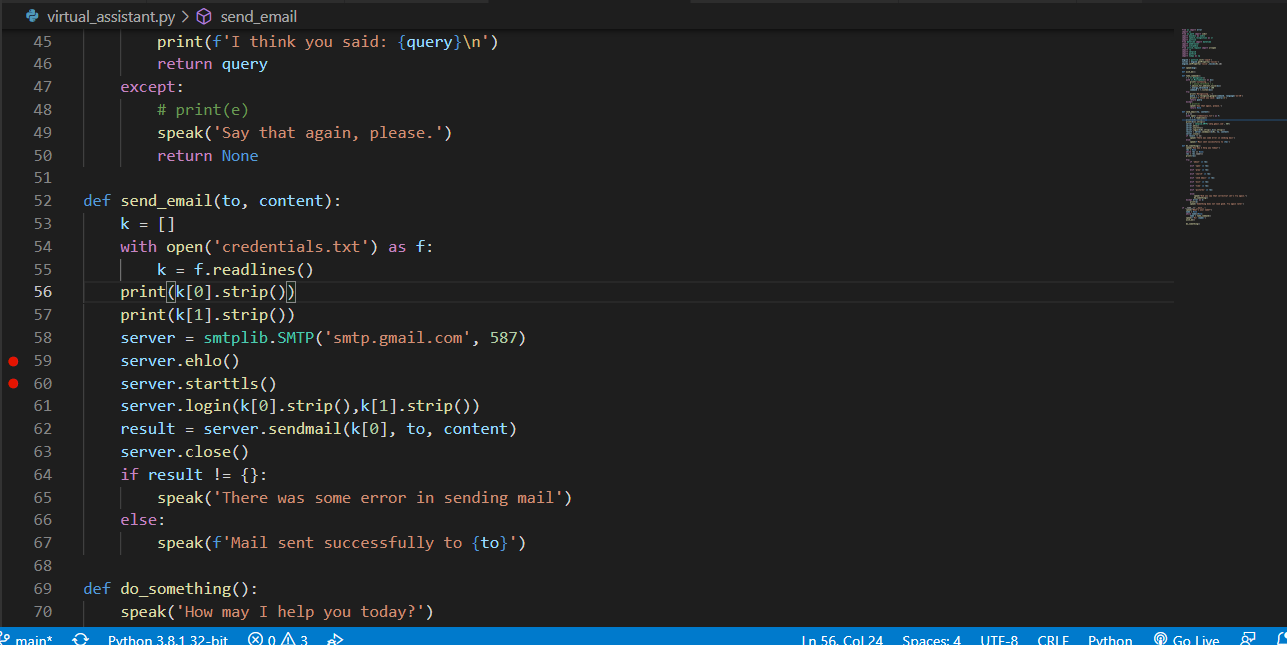 virtual_assistant.py > send_email
45 print(f'I think you said: {query}\n')
46 return query
47 except:
48 # print(e)
49 speak('Say that again, please.')
50 return None
51
52 def send_email(to, content):
53 k = []
54 with open('credentials.txt') as f:
55 k = f.readlines()
56 print(k[0].strip())
57 print(k[1].strip())
58 server = smtplib.SMTP('smtp.gmail.com', 587)
59 server.ehlo()
60 server.starttls()
61 server.login(k[0].strip(),k[1].strip())
62 result = server.sendmail(k[0], to, content)
63 server.close()
64 if result != {}:
65 speak('There was some error in sending mail')
66 else:
67 speak(f'Mail sent successfully to {to}')
68
69 def do_something():
70 speak('How may I help you today?')
main* Python 3.8.1 32-bit 0 3 Ln 56, Col 24 Spaces: 4 UTF-8 CRLF Python Go Live